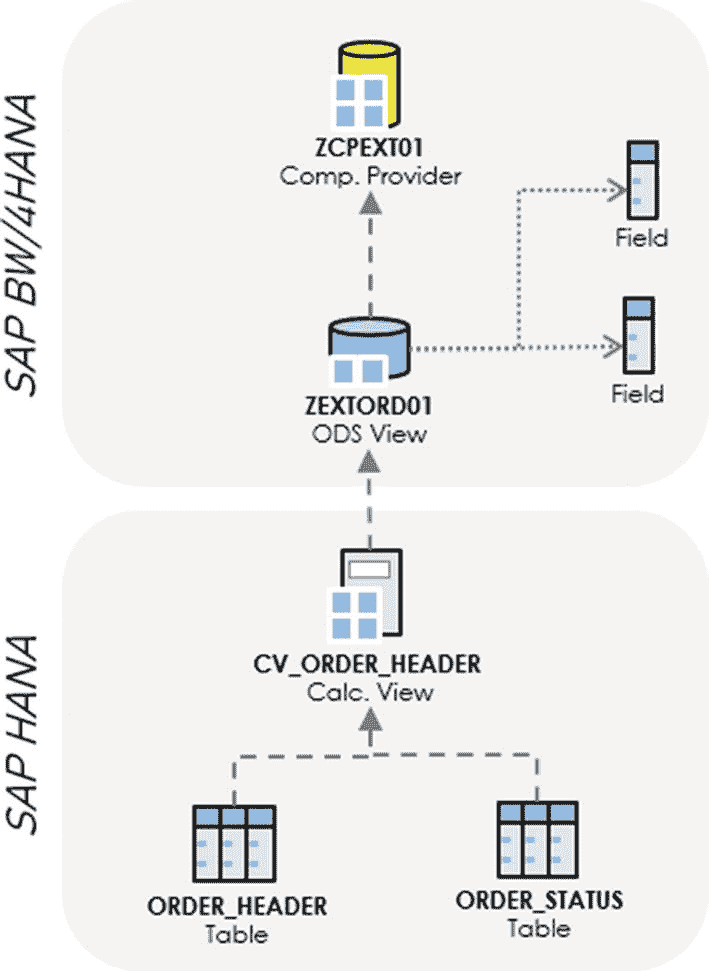 SAP BW/4HANA
ZCPEXT01
Comp. Provider
Field
ZEXTORD01
ODS View
Field
SAP HANA
CV_ORDER_HEADER
Calc. View
ORDER_HEADER
Table
ORDER_STATUS
Table